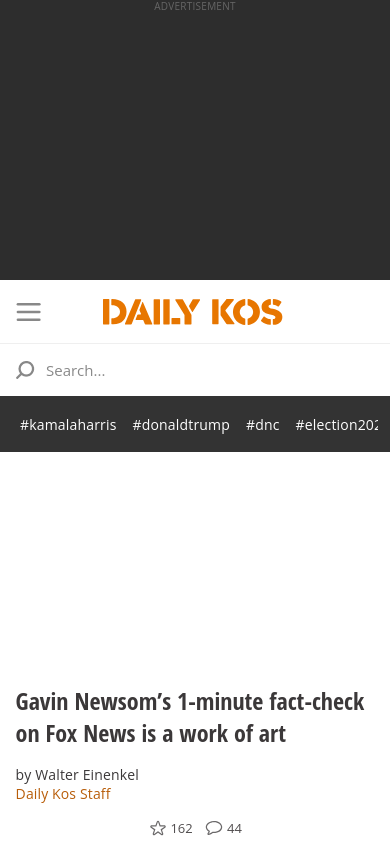 ADVERTISEMENT
DAILY KOS
Search...
#kamalaharris #donaldtrump #dnc #election202
Gavin Newsom’s 1-minute fact-check
on Fox News is a work of art
by Walter Einenkel
Daily Kos Staff
162 44